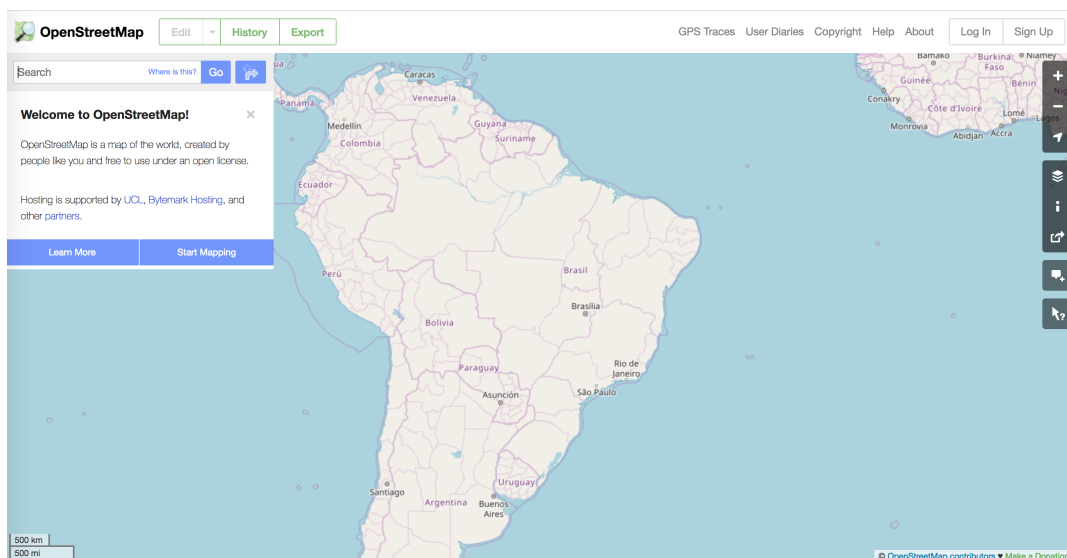 OpenStreetMap
Edit
History
Export
GPS Traces
User Diaries
Copyright
Help
About
Log In
Sign Up
Search
Where is this?
Go
Welcome to OpenStreetMap!
×
OpenStreetMap is a map of the world, created by
people like you and free to use under an open license.
Hosting is supported by UCL, Bytemark Hosting, and
other partners.
Learn More
Start Mapping
Caracas
Panamá
Venezuela
Medellín
Colombia
Guyana
Suriname
Ecuador
Perú
Brasil
Brasília
Bolivia
Paraguay
Rio de
Janeiro
Asunción
São Paulo
Uruguay
Santiago
Argentina
Buenos
Aires
Bamako
Burkina
Faso
Niamey
Guinée
Bénin
Conakry
Côte d'Ivoire
Lomé
Lagos
Monrovia
Abidjan
Accra
500 km
500 mi
© OpenStreetMap contributors ♥ Make a Donation